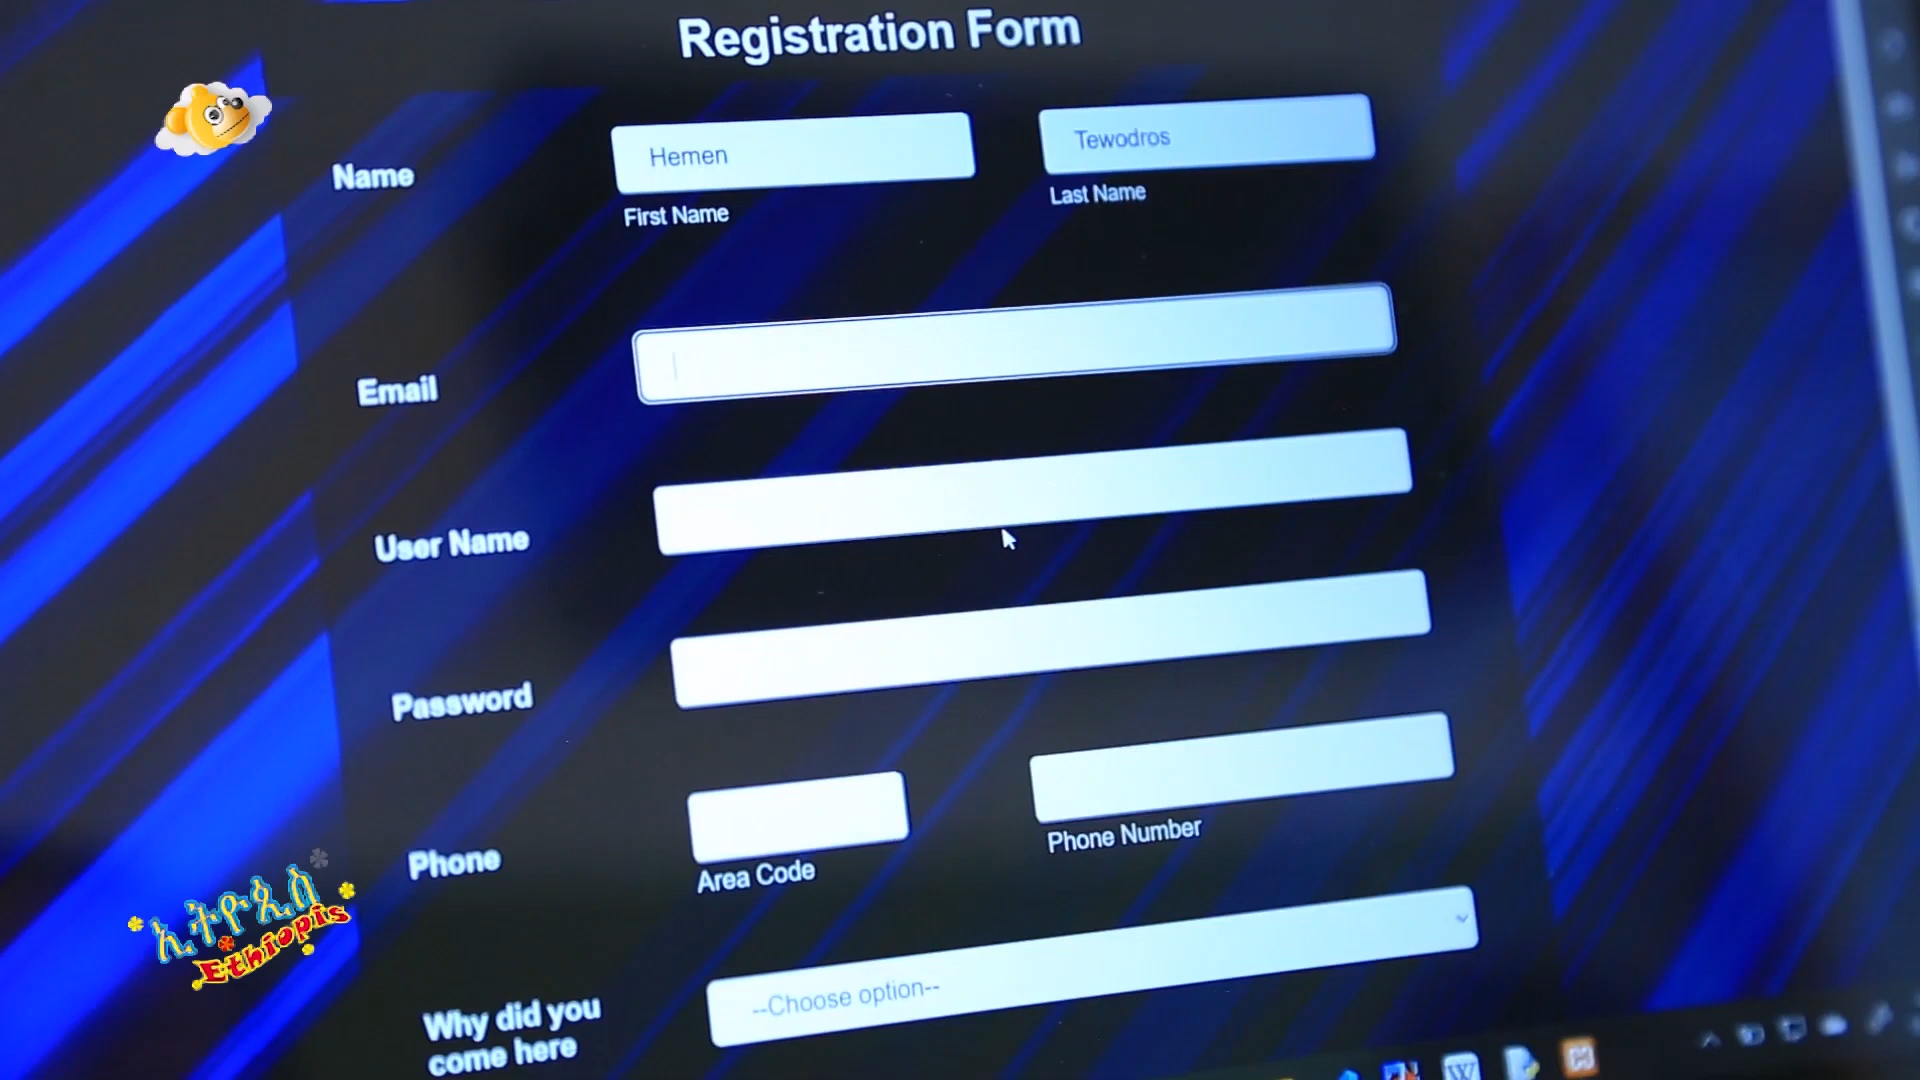 Registration Form
Name
Hemen
Tewodros
First Name
Last Name
Email
User Name
Password
Phone
Area Code
Phone Number
Why did you
come here
--Choose option--
ኢትዮጲስ
Ethiopis
W